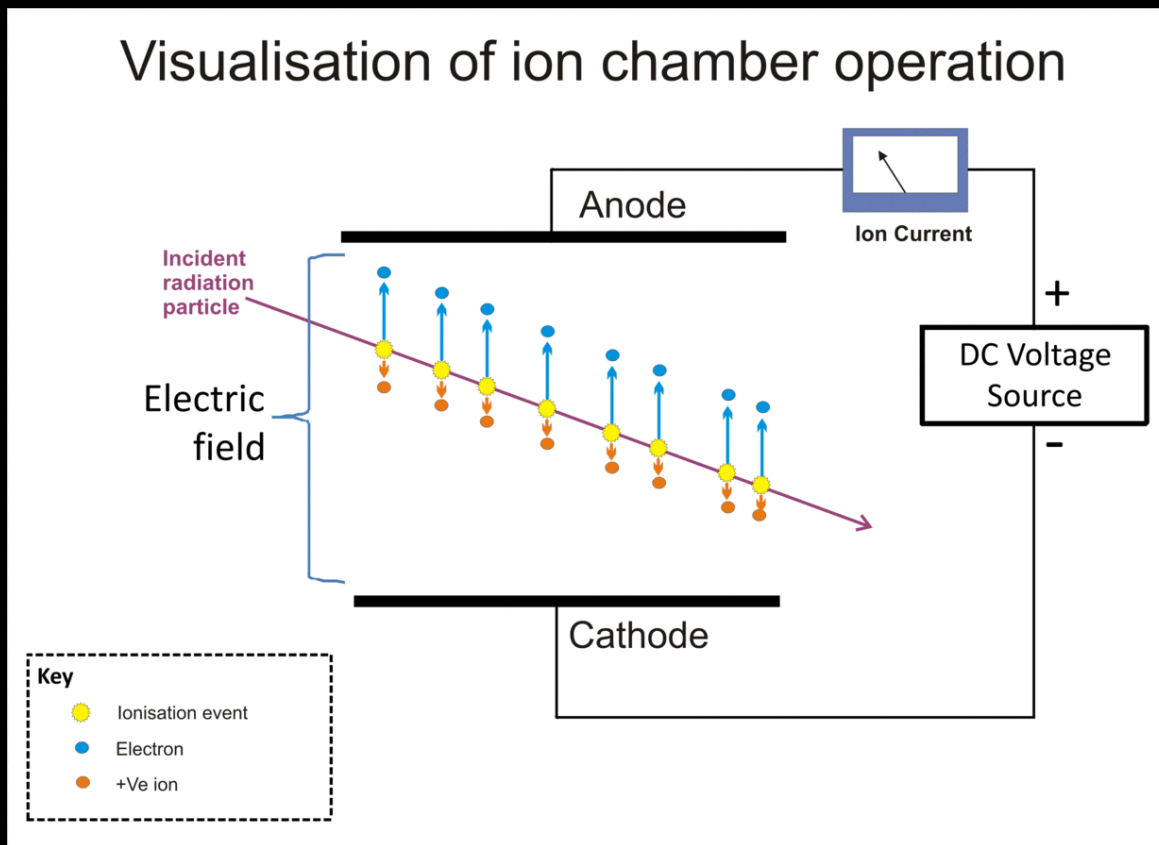 Visualisation of ion chamber operation
Anode
Ion Current
Incident
radiation
particle
+
DC Voltage
Source
–
Electric
field
Cathode
Key
Ionisation event
Electron
+Ve ion